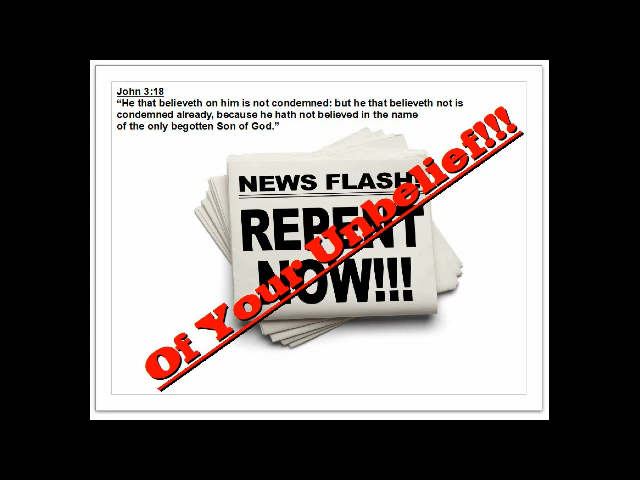 John 3:18
“He that believeth on him is not condemned: but he that believeth not is
condemned already, because he hath not believed in the name
of the only begotten Son of God.”
NEWS FLASH!
REPENT
NOW!!!
Of Your Unbelief!!!